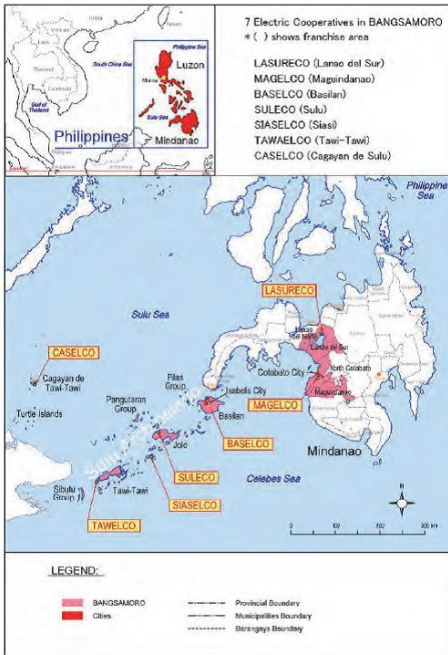 7 Electric Cooperatives in BANGSAMORO
* ( ) shows franchise area
LASURECO (Lanao del Sur)
MAGELCO (Maguindanao)
BASELCO (Basilan)
SULECO (Sulu)
SIASELCO (Siasi)
TAWAELCO (Tawi-Tawi)
CASELCO (Cagayan de Sulu)
Philippine Sea
Luzon
South China Sea
Manila
Gulf of
Thailand
Sulu Sea
Philippines
Mindanao
Philippine
Sea
LASURECO
Sulu Sea
Lanao
del Norte
Lanao del Sur
CASELCO
Cagayan de
Tawi-Tawi
Pilas
Group
Cotabato City
North Cotabato
Isabela City
Pangutaran
Group
Turtle Islands
MAGELCO
Maguindanao
Basilan
BASELCO
Mindanao
Jolo
SULECO
Celebes Sea
Sibutu
Group
Tawi-Tawi
SIASELCO
TAWELCO
LEGEND:
BANGSAMORO
Cities
Provincial Boundary
Municipalities Boundary
Barangays Boundary